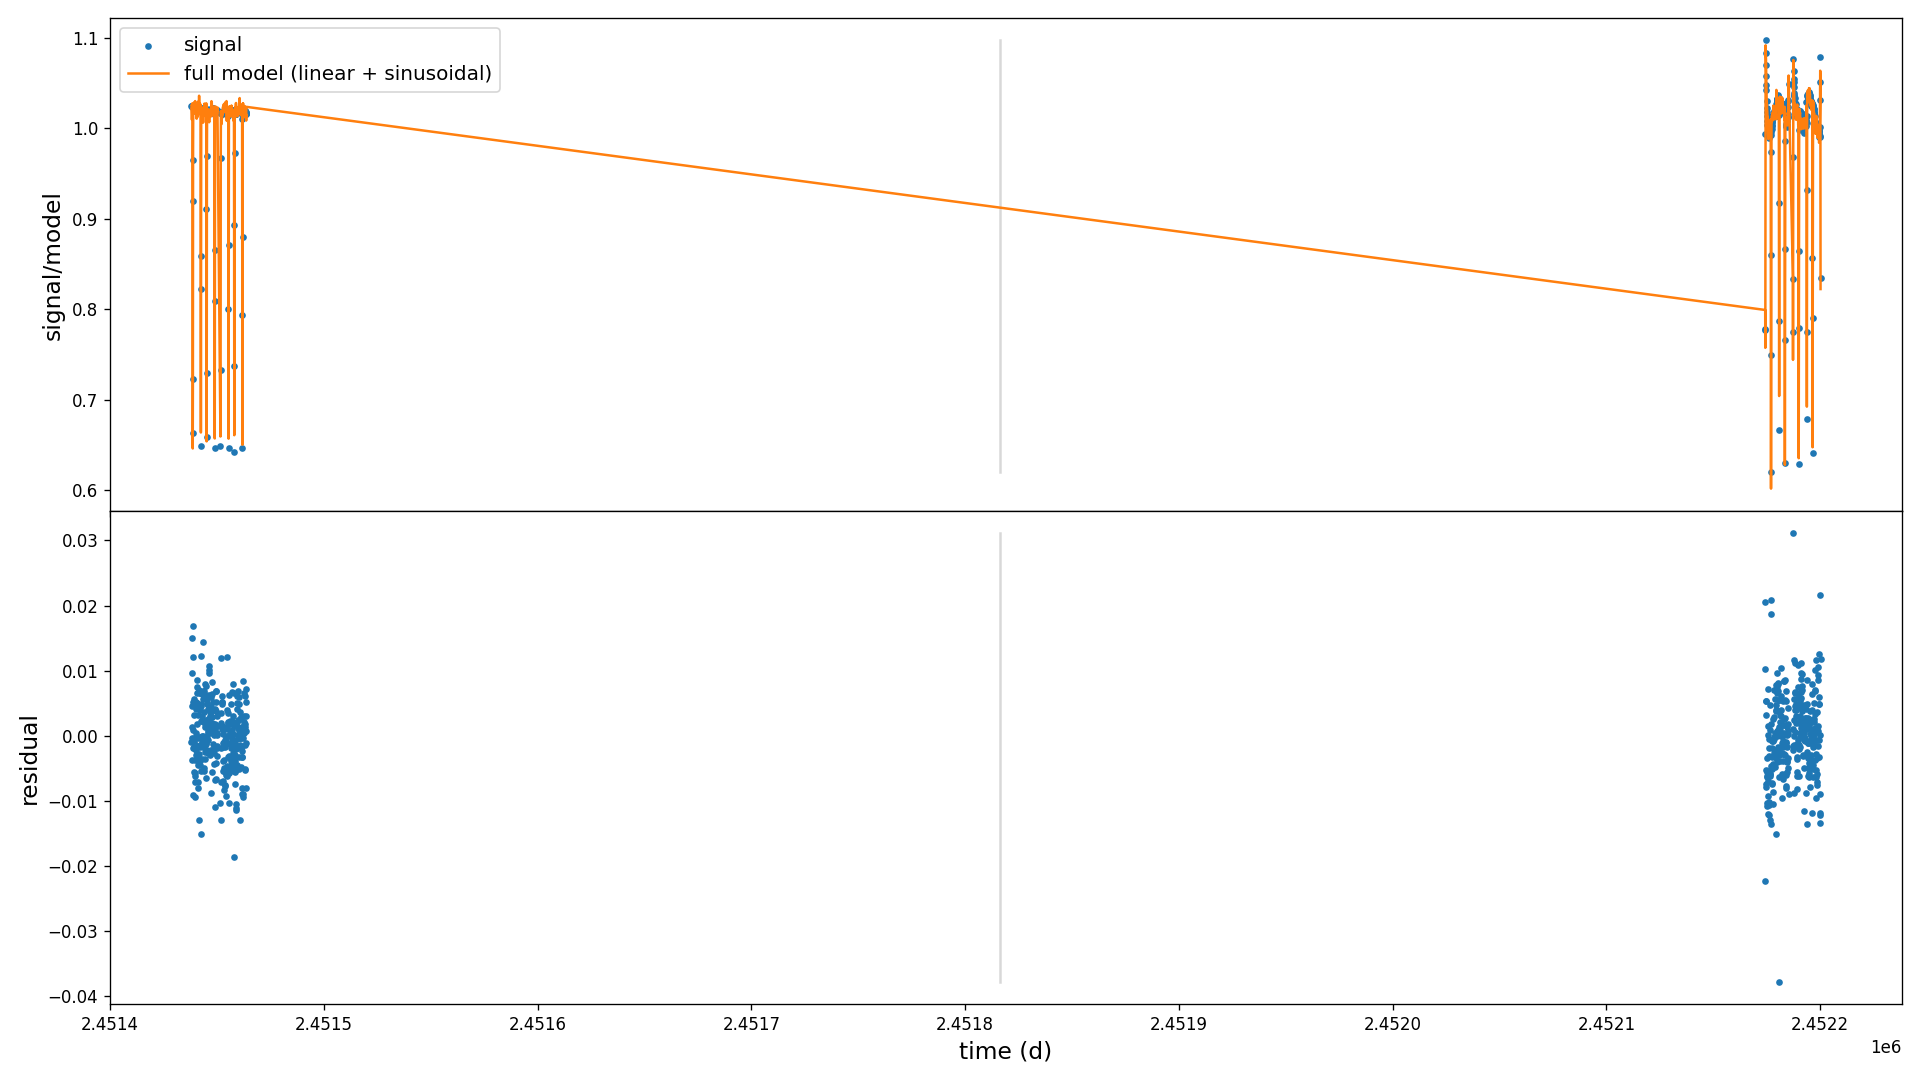 signal
full model (linear + sinusoidal)
signal/model
1.1
1.0
0.9
0.8
0.7
0.6
residual
0.03
0.02
0.01
0.00
−0.01
−0.02
−0.03
−0.04
2.4514 2.4515 2.4516 2.4517 2.4518 2.4519 2.4520 2.4521 2.4522
1e6
time (d)